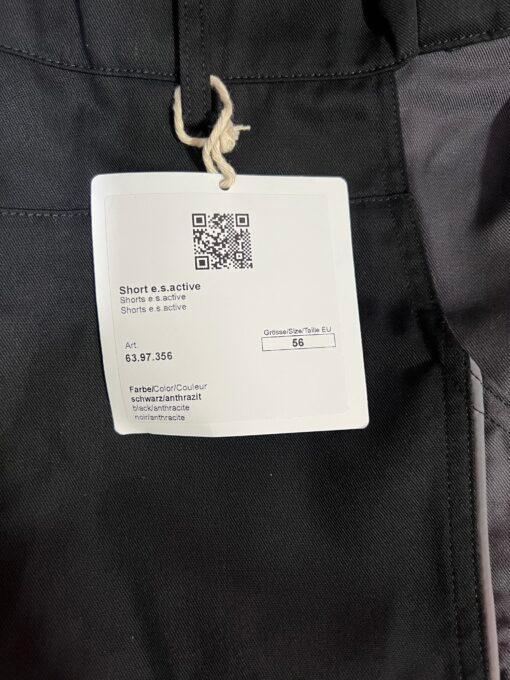 Short e.s.active
Shorts e.s.active
Shorts e.s.active
Grösse/Size/Taille EU
56
Art.
63.97.356
Farbe/Color/Couleur
schwarz/anthrazit
black/anthracite
noir/anthracite